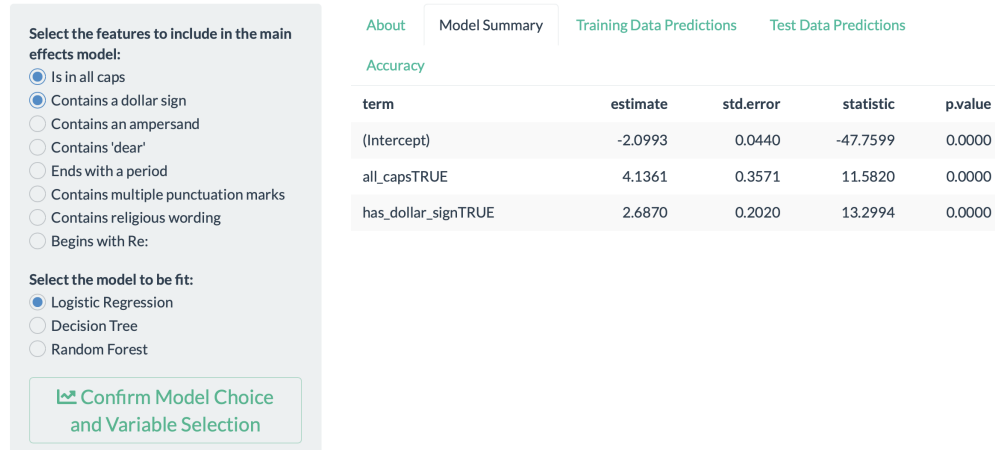 Select the features to include in the main
effects model:
Is in all caps
Contains a dollar sign
Contains an ampersand
Contains 'dear'
Ends with a period
Contains multiple punctuation marks
Contains religious wording
Begins with Re:
Select the model to be fit:
Logistic Regression
Decision Tree
Random Forest
Confirm Model Choice
and Variable Selection
About Model Summary Training Data Predictions Test Data Predictions
Accuracy
term estimate std.error statistic p.value
(Intercept) -2.0993 0.0440 -47.7599 0.0000
all_capsTRUE 4.1361 0.3571 11.5820 0.0000
has_dollar_signTRUE 2.6870 0.2020 13.2994 0.0000